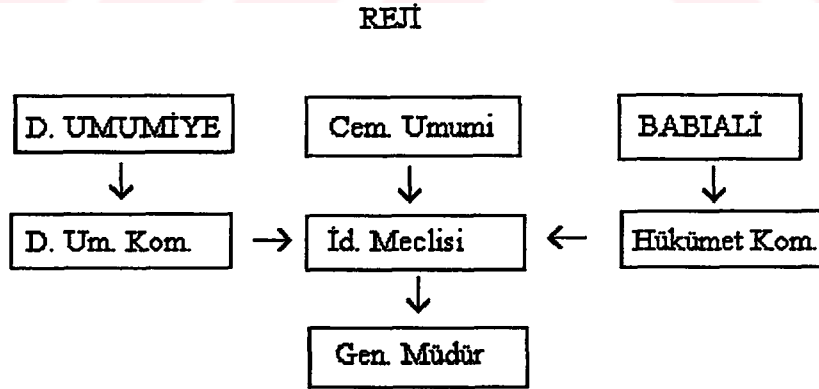 REJİ
D. UMUMİYE
Cem. Umumi
BABIALİ
D. Um. Kom.
İd. Meclisi
Hükümet Kom.
Gen. Müdür